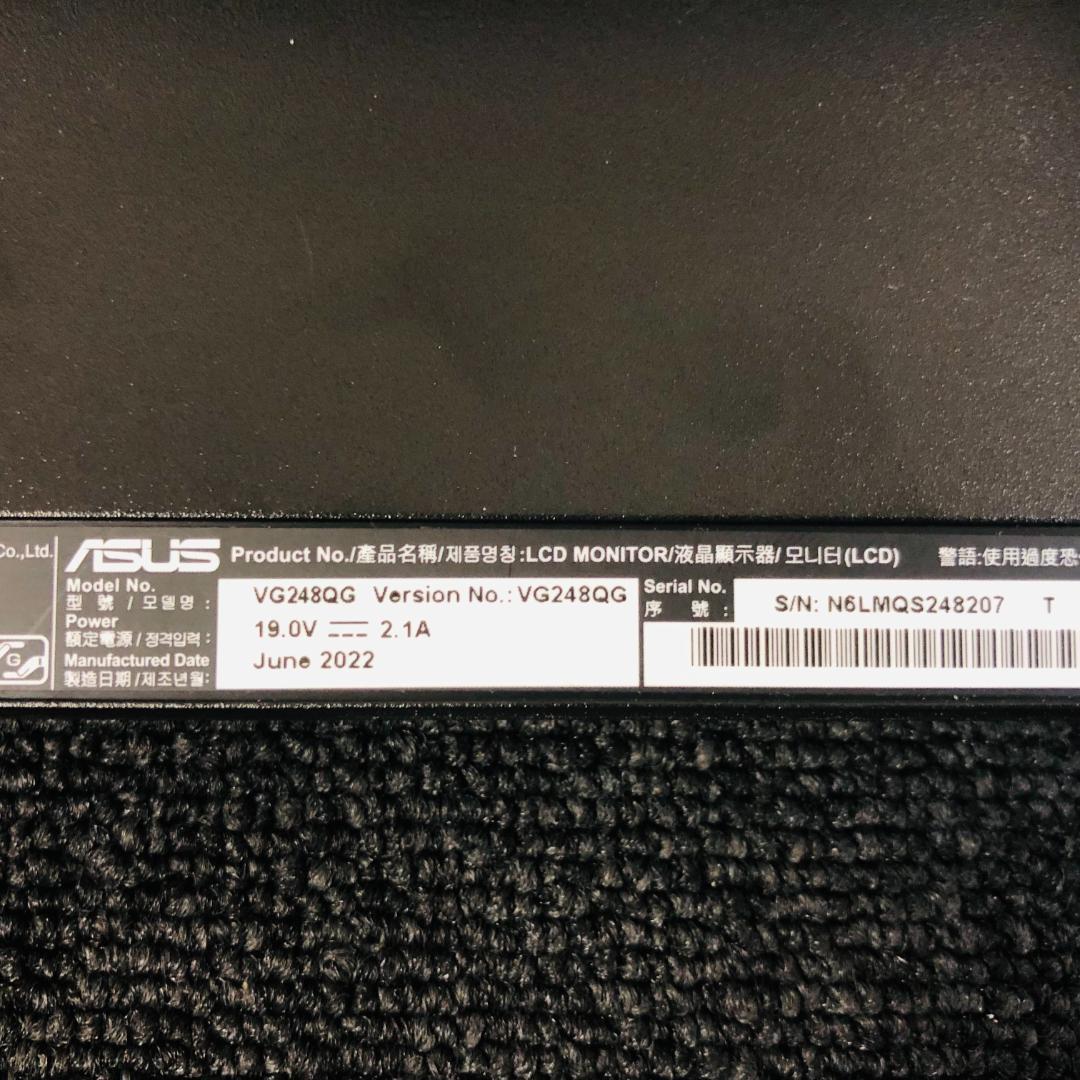 Co.,Ltd.
ASUS Product No./產品名稱/제품명칭:LCD MONITOR/液晶顯示器/모니터(LCD) 警語:使用過度恐
Model No.
型 號 / 모델명 : VG248QG Version No.: VG248QG
Power
額定電源 / 정격입력 : 19.0V 2.1A
Manufactured Date
製造日期 /제조년월: June 2022
Serial No.
序 號 : S/N: N6LMQS248207 T
G